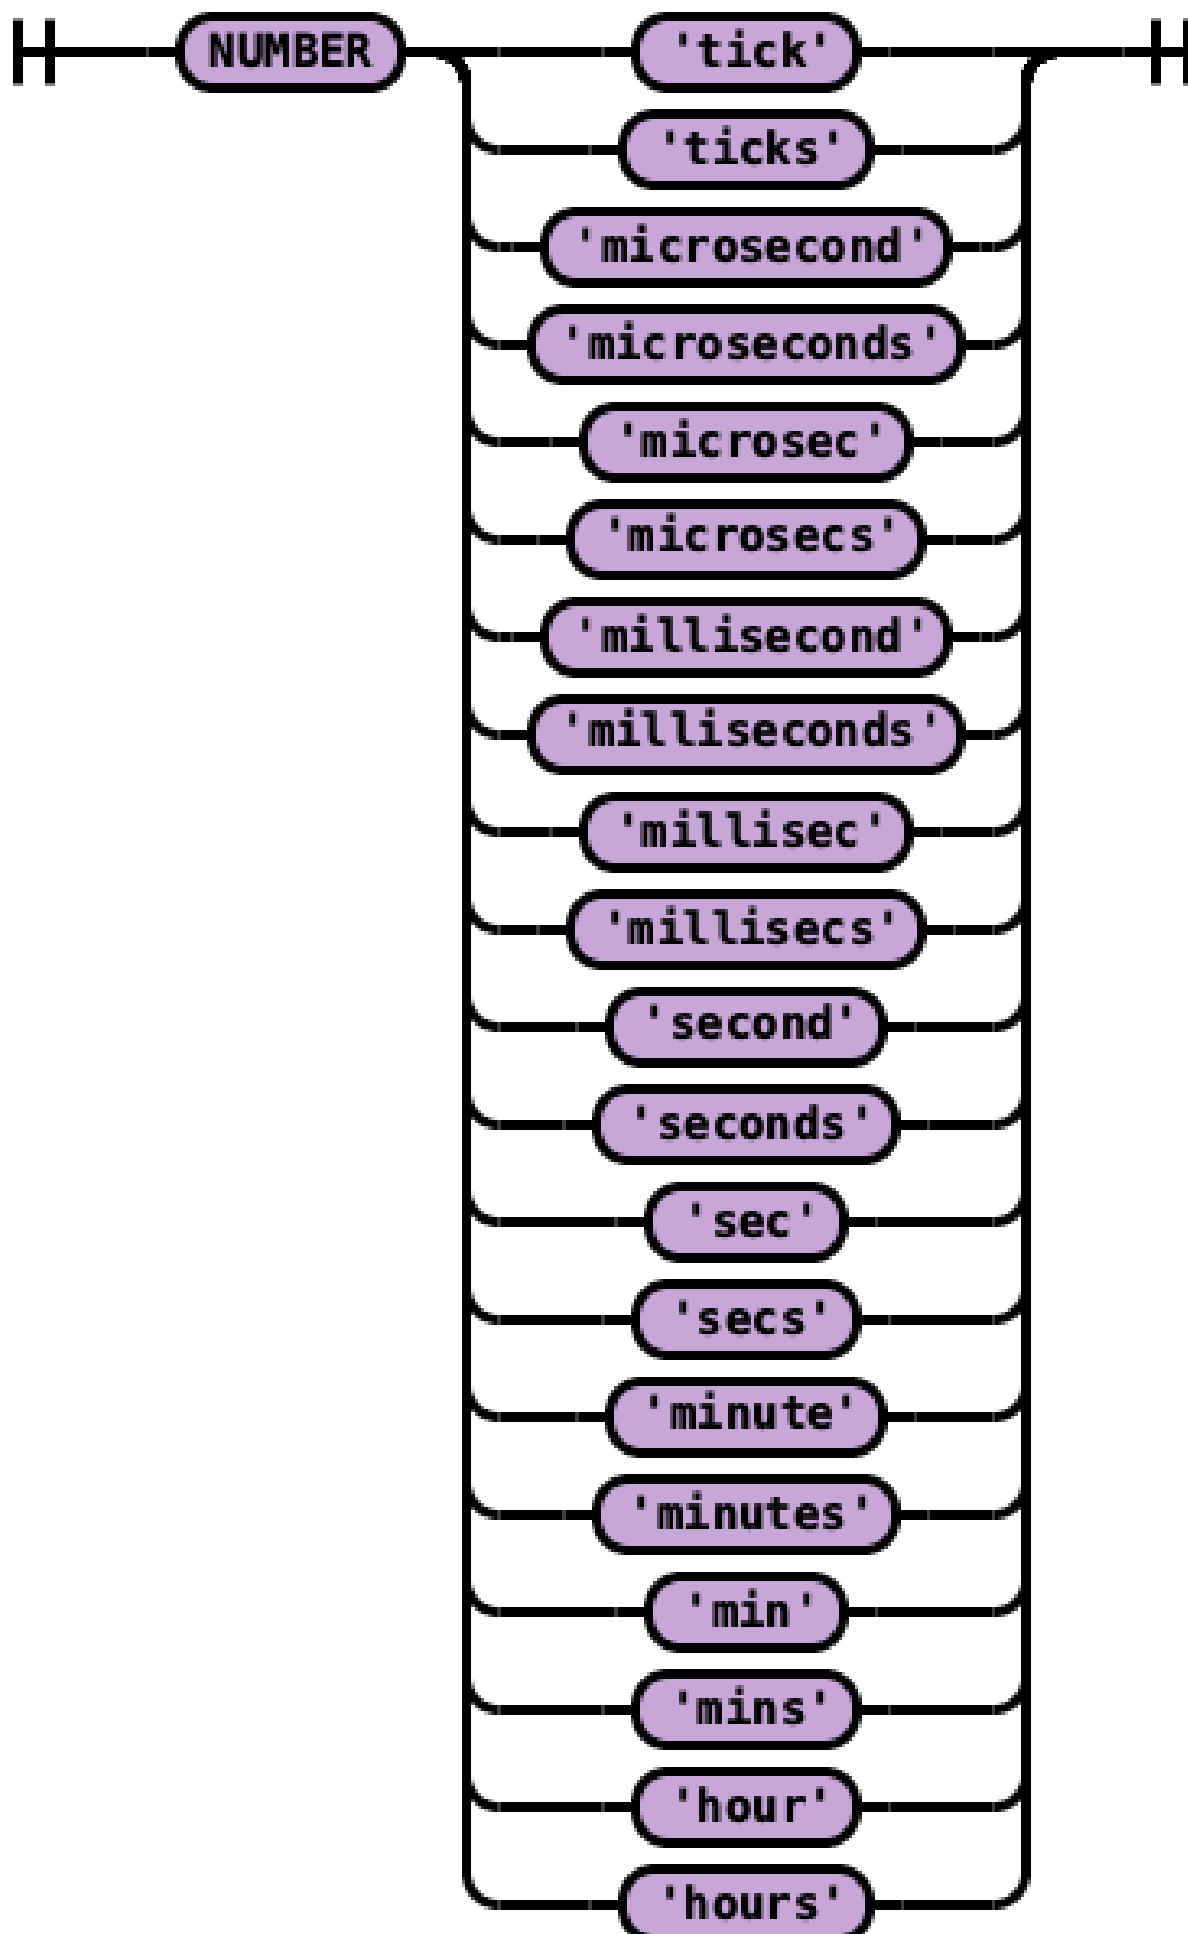 NUMBER 'tick'
'ticks'
'microsecond'
'microseconds'
'microsec'
'microsecs'
'millisecond'
'milliseconds'
'millisec'
'millisecs'
'second'
'seconds'
'sec'
'secs'
'minute'
'minutes'
'min'
'mins'
'hour'
'hours'